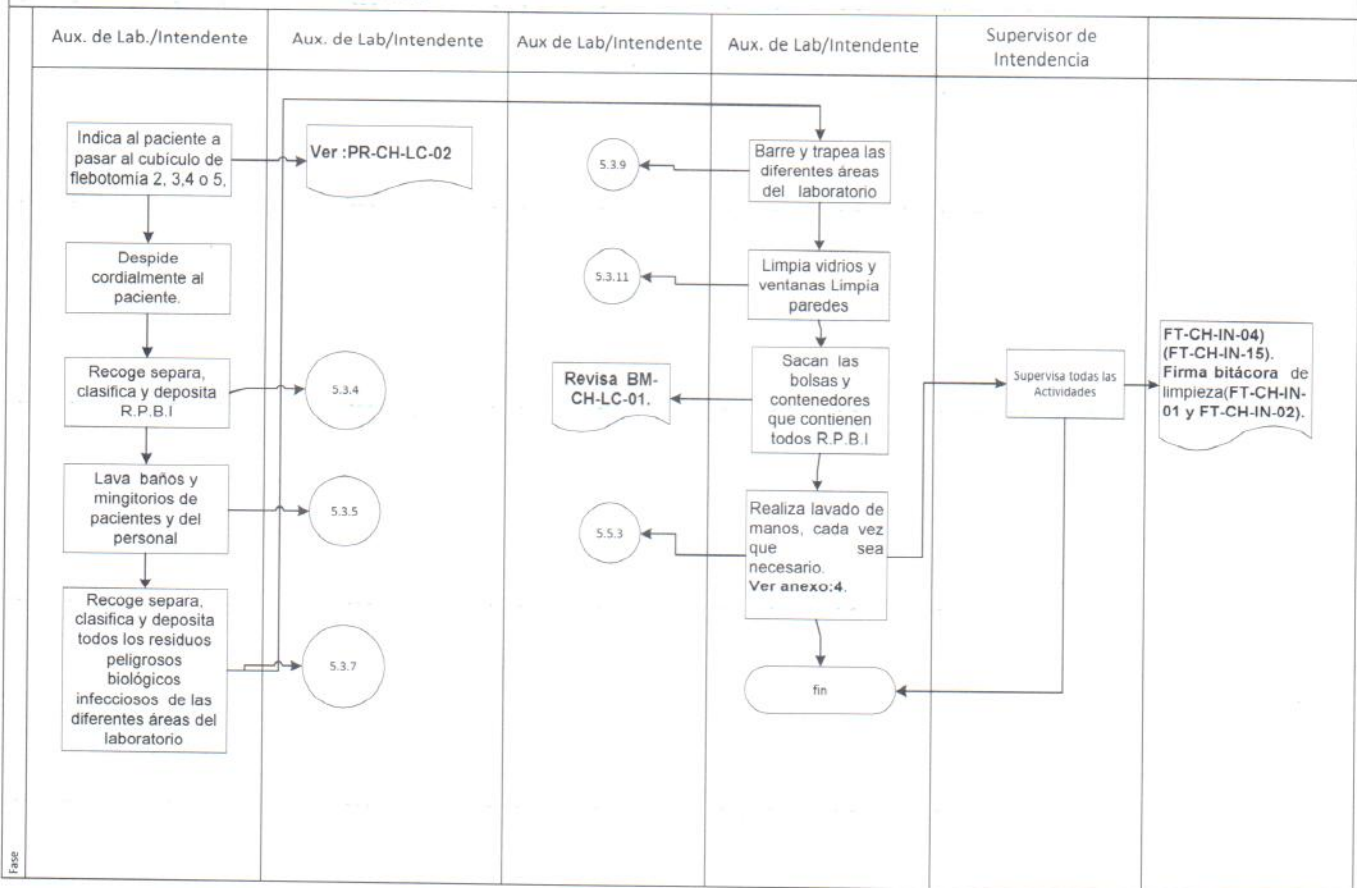 Aux. de Lab./Intendente
Aux. de Lab/Intendente
Aux de Lab/Intendente
Aux. de Lab/Intendente
Supervisor de
Intendencia
Indica al paciente a
pasar al cubículo de
flebotomía 2, 3,4 o 5,
Ver :PR-CH-LC-02
Despide
cordialmente al
paciente.
Recoge separa,
clasifica y deposita
R.P.B.I
5.3.4
Lava baños y
mingitorios de
pacientes y del
personal
5.3.5
Recoge separa,
clasifica y deposita
todos los residuos
peligrosos
biológicos
infecciosos de las
diferentes áreas del
laboratorio
5.3.7
Barre y trapea las
diferentes áreas
del laboratorio
5.3.9
Limpia vidrios y
ventanas Limpia
paredes
5.3.11
Sacan las
bolsas y
contenedores
que contienen
todos R.P.B.I
Revisa BM-
CH-LC-01.
Realiza lavado de
manos, cada vez
que sea
necesario.
Ver anexo:4.
5.5.3
fin
Supervisa todas las
Actividades
FT-CH-IN-04)
(FT-CH-IN-15).
Firma bitácora de
limpieza(FT-CH-IN-
01 y FT-CH-IN-02).
Fase